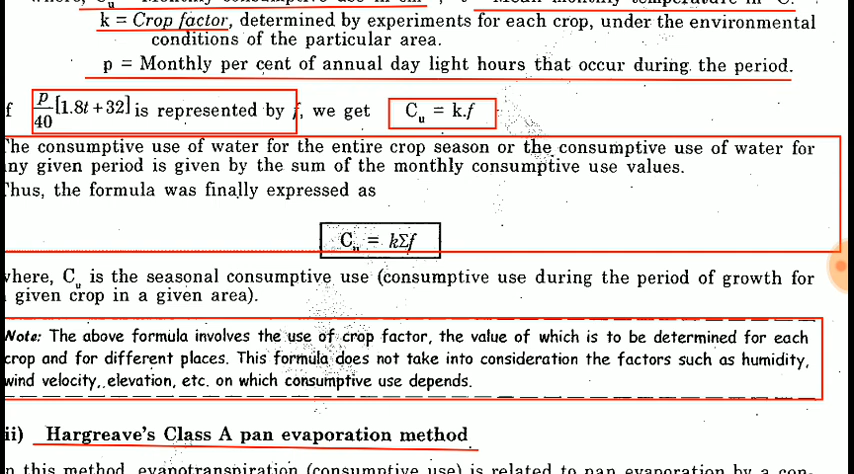 k = Crop factor, determined by experiments for each crop, under the environmental
conditions of the particular area.
p = Monthly per cent of annual day light hours that occur during the period.
f p/40 [1.8t + 32] is represented by f, we get C_u = k.f
The consumptive use of water for the entire crop season or the consumptive use of water for
any given period is given by the sum of the monthly consumptive use values.
Thus, the formula was finally expressed as
C_u = kΣf
where, C_u is the seasonal consumptive use (consumptive use during the period of growth for
given crop in a given area).
Note: The above formula involves the use of crop factor, the value of which is to be determined for each
crop and for different places. This formula does not take into consideration the factors such as humidity,
wind velocity, elevation, etc. on which consumptive use depends.
ii) Hargreave's Class A pan evaporation method
n this method, evapotranspiration (consumptive use) is related to pan evaporation by a con-